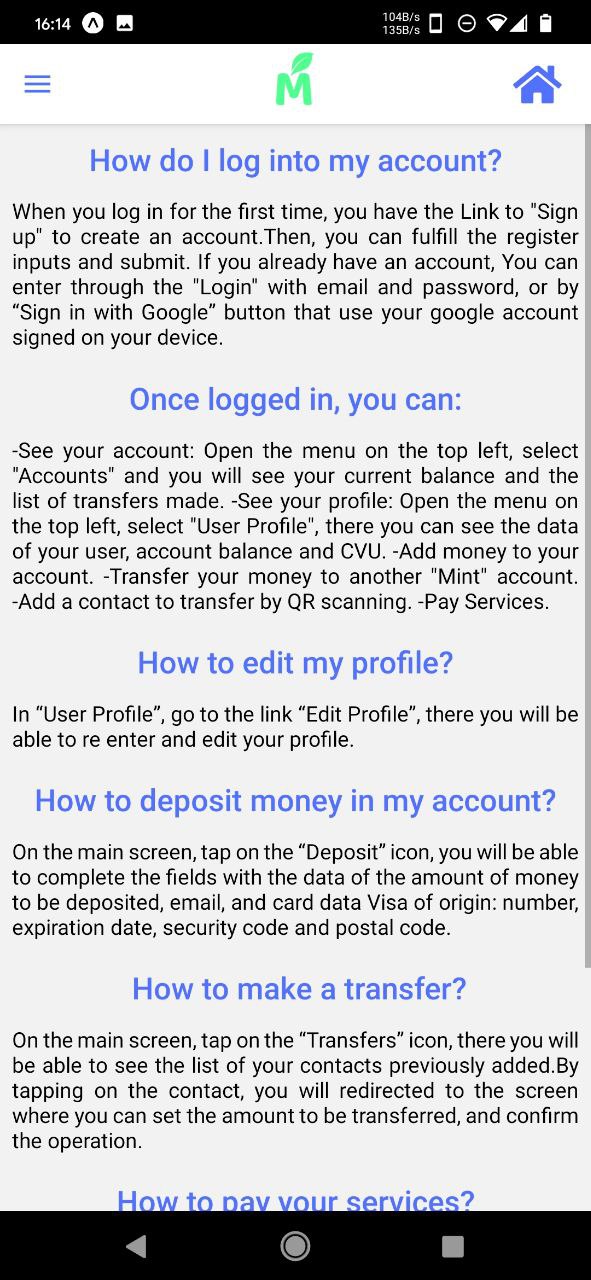 16:14
104B/s
135B/s
M
How do I log into my account?
When you log in for the first time, you have the Link to "Sign
up" to create an account.Then, you can fulfill the register
inputs and submit. If you already have an account, You can
enter through the "Login" with email and password, or by
“Sign in with Google” button that use your google account
signed on your device.
Once logged in, you can:
-See your account: Open the menu on the top left, select
"Accounts" and you will see your current balance and the
list of transfers made. -See your profile: Open the menu on
the top left, select "User Profile", there you can see the data
of your user, account balance and CVU. -Add money to your
account. -Transfer your money to another "Mint" account.
-Add a contact to transfer by QR scanning. -Pay Services.
How to edit my profile?
In “User Profile”, go to the link “Edit Profile”, there you will be
able to re enter and edit your profile.
How to deposit money in my account?
On the main screen, tap on the “Deposit” icon, you will be able
to complete the fields with the data of the amount of money
to be deposited, email, and card data Visa of origin: number,
expiration date, security code and postal code.
How to make a transfer?
On the main screen, tap on the “Transfers” icon, there you will
be able to see the list of your contacts previously added.By
tapping on the contact, you will redirected to the screen
where you can set the amount to be transferred, and confirm
the operation.
How to pay your services?